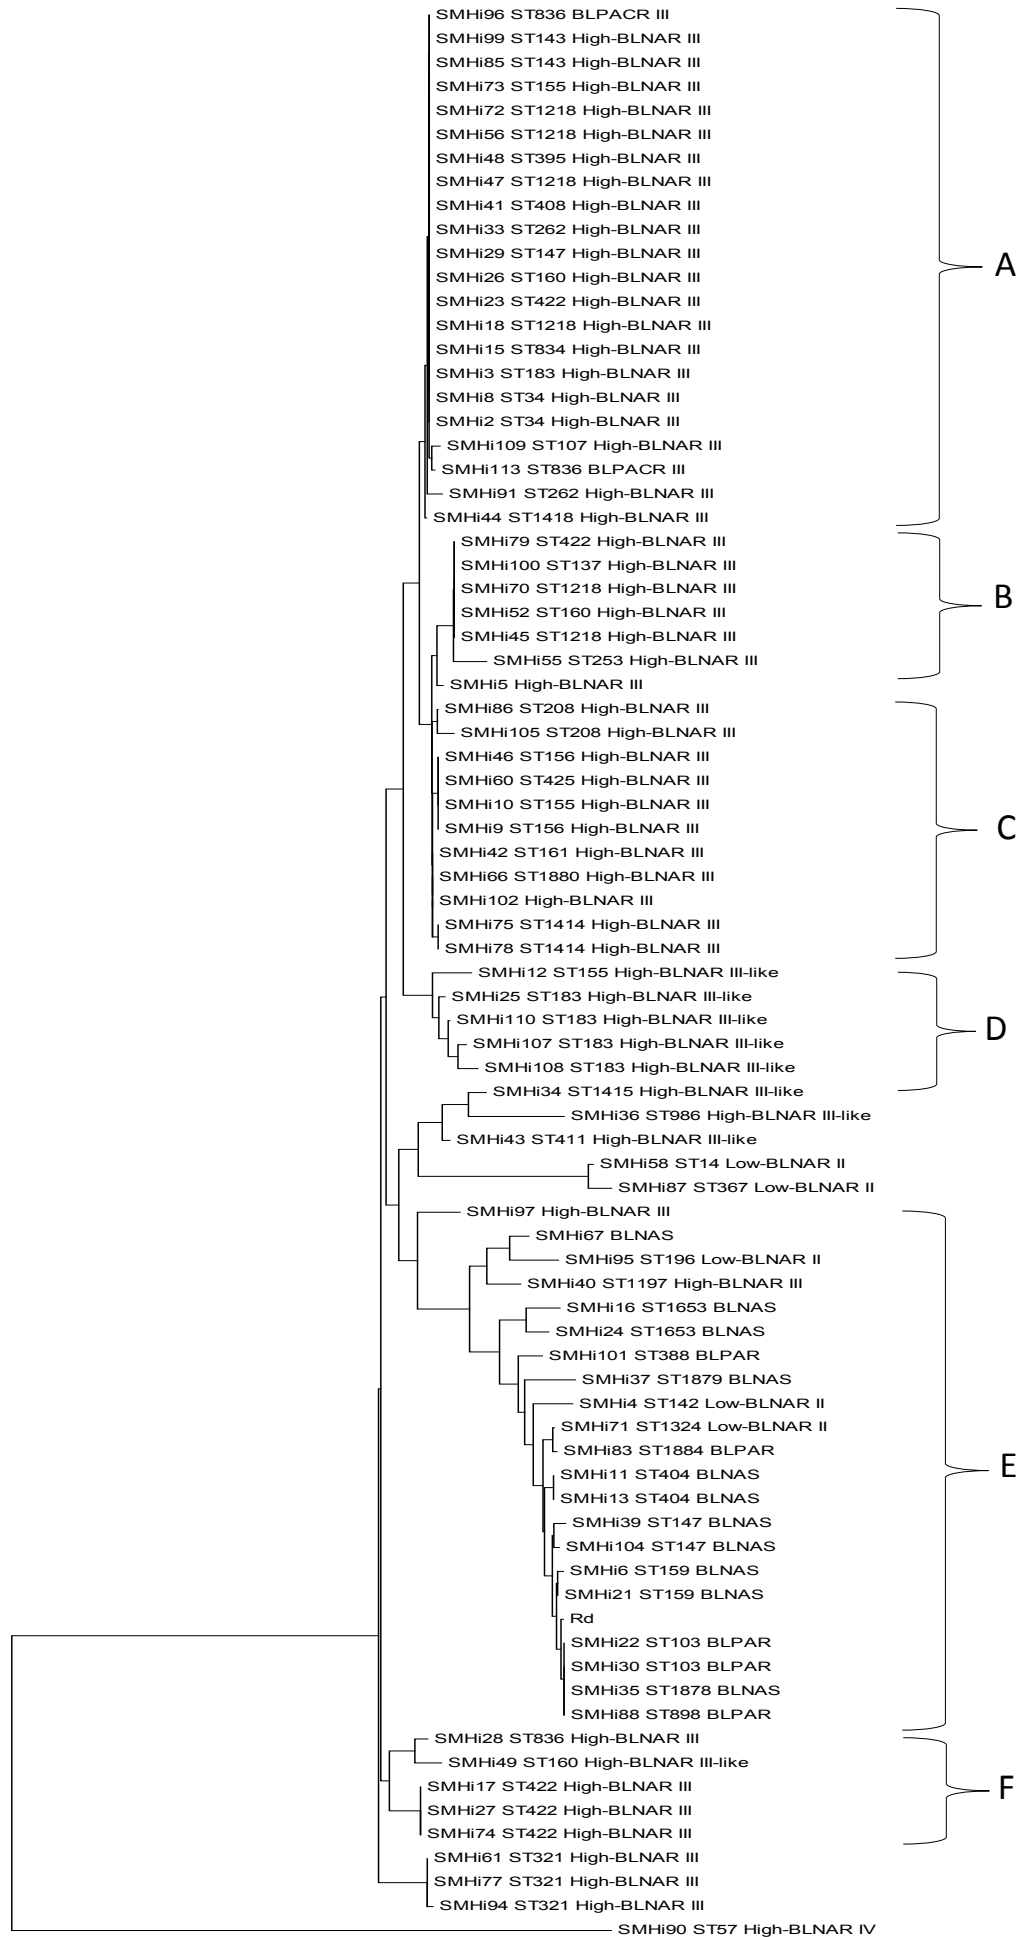 SMHi96 ST836 BLPACR III
SMHi99 ST143 High-BLNAR III
SMHi85 ST143 High-BLNAR III
SMHi73 ST155 High-BLNAR III
SMHi72 ST1218 High-BLNAR III
SMHi56 ST1218 High-BLNAR III
SMHi48 ST395 High-BLNAR III
SMHi47 ST1218 High-BLNAR III
SMHi41 ST408 High-BLNAR III
SMHi33 ST262 High-BLNAR III
SMHi29 ST147 High-BLNAR III
A
SMHi26 ST160 High-BLNAR III
SMHi23 ST422 High-BLNAR III
SMHi18 ST1218 High-BLNAR III
SMHi15 ST834 High-BLNAR III
SMHi3 ST183 High-BLNAR III
SMHi8 ST34 High-BLNAR III
SMHi2 ST34 High-BLNAR III
SMHi109 ST107 High-BLNAR III
SMHi113 ST836 BLPACR III
SMHi91 ST262 High-BLNAR III
SMHi44 ST1418 High-BLNAR III
SMHi79 ST422 High-BLNAR III
SMHi100 ST137 High-BLNAR III
SMHi70 ST1218 High-BLNAR III
B
SMHi52 ST160 High-BLNAR III
SMHi45 ST1218 High-BLNAR III
SMHi55 ST253 High-BLNAR III
SMHi5 High-BLNAR III
SMHi86 ST208 High-BLNAR III
SMHi105 ST208 High-BLNAR III
SMHi46 ST156 High-BLNAR III
SMHi60 ST425 High-BLNAR III
SMHi10 ST155 High-BLNAR III
SMHi9 ST156 High-BLNAR III
C
SMHi42 ST161 High-BLNAR III
SMHi66 ST1880 High-BLNAR III
SMHi102 High-BLNAR III
SMHi75 ST1414 High-BLNAR III
SMHi78 ST1414 High-BLNAR III
SMHi12 ST155 High-BLNAR III-like
SMHi25 ST183 High-BLNAR III-like
SMHi110 ST183 High-BLNAR III-like
D
SMHi107 ST183 High-BLNAR III-like
SMHi108 ST183 High-BLNAR III-like
SMHi34 ST1415 High-BLNAR III-like
SMHi36 ST986 High-BLNAR III-like
SMHi43 ST411 High-BLNAR III-like
SMHi58 ST14 Low-BLNAR II
SMHi87 ST367 Low-BLNAR II
SMHi97 High-BLNAR III
SMHi67 BLNAS
SMHi95 ST196 Low-BLNAR II
SMHi40 ST1197 High-BLNAR III
SMHi16 ST1653 BLNAS
SMHi24 ST1653 BLNAS
SMHi101 ST388 BLPAR
SMHi37 ST1879 BLNAS
SMHi4 ST142 Low-BLNAR II
SMHi71 ST1324 Low-BLNAR II
SMHi83 ST1884 BLPAR
E
SMHi11 ST404 BLNAS
SMHi13 ST404 BLNAS
SMHi39 ST147 BLNAS
SMHi104 ST147 BLNAS
SMHi6 ST159 BLNAS
SMHi21 ST159 BLNAS
Rd
SMHi22 ST103 BLPAR
SMHi30 ST103 BLPAR
SMHi35 ST1878 BLNAS
SMHi88 ST898 BLPAR
SMHi28 ST836 High-BLNAR III
SMHi49 ST160 High-BLNAR III-like
SMHi17 ST422 High-BLNAR III
F
SMHi27 ST422 High-BLNAR III
SMHi74 ST422 High-BLNAR III
SMHi61 ST321 High-BLNAR III
SMHi77 ST321 High-BLNAR III
SMHi94 ST321 High-BLNAR III
SMHi90 ST57 High-BLNAR IV